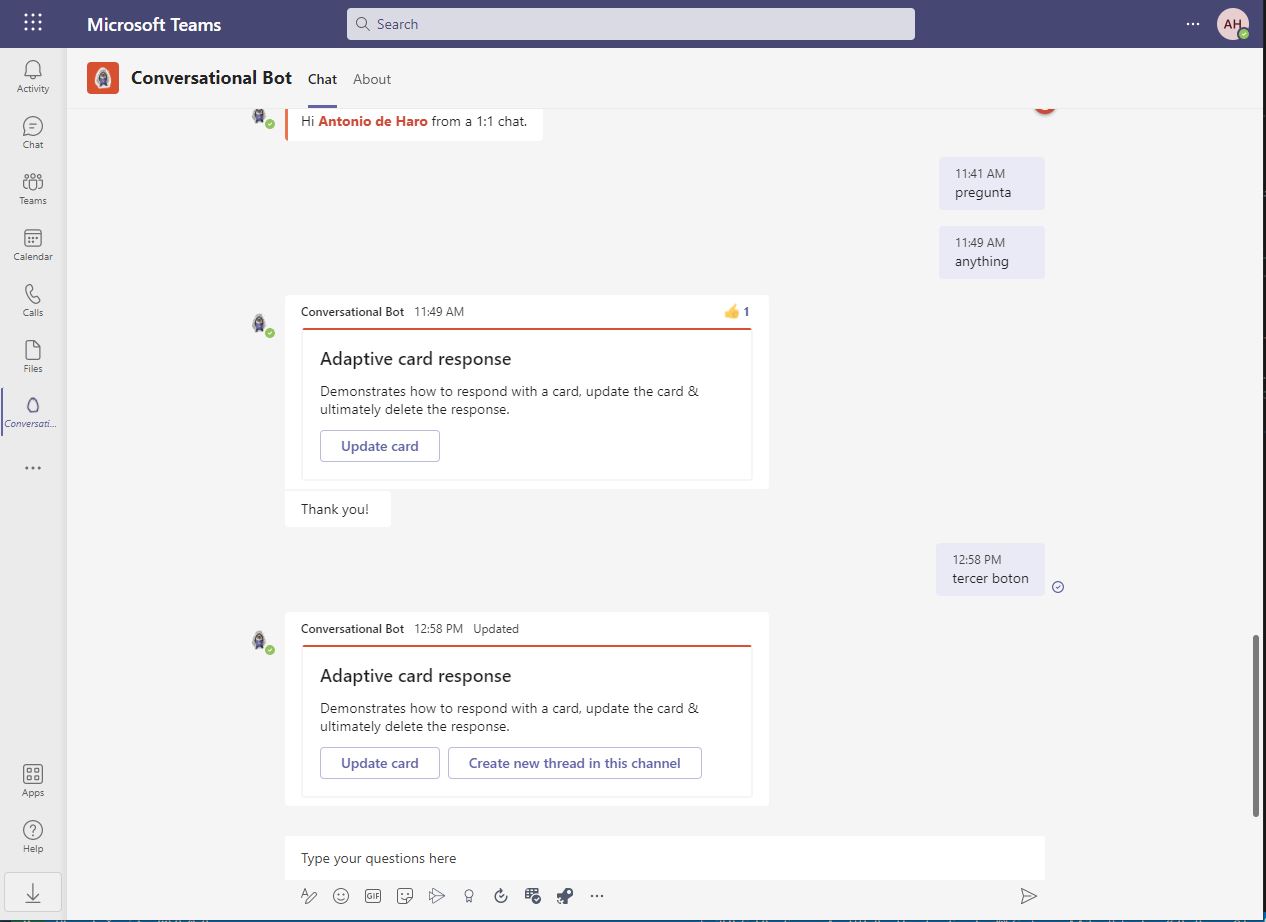 Microsoft Teams
Search
AH
Activity
Chat
Teams
Calendar
Calls
Files
Conversati...
Apps
Help
Conversational Bot
Chat
About
Hi Antonio de Haro from a 1:1 chat.
11:41 AM
pregunta
11:49 AM
anything
Conversational Bot 11:49 AM
1
Adaptive card response
Demonstrates how to respond with a card, update the card &
ultimately delete the response.
Update card
Thank you!
12:58 PM
tercer boton
Conversational Bot 12:58 PM Updated
Adaptive card response
Demonstrates how to respond with a card, update the card &
ultimately delete the response.
Update card
Create new thread in this channel
Type your questions here
GIF